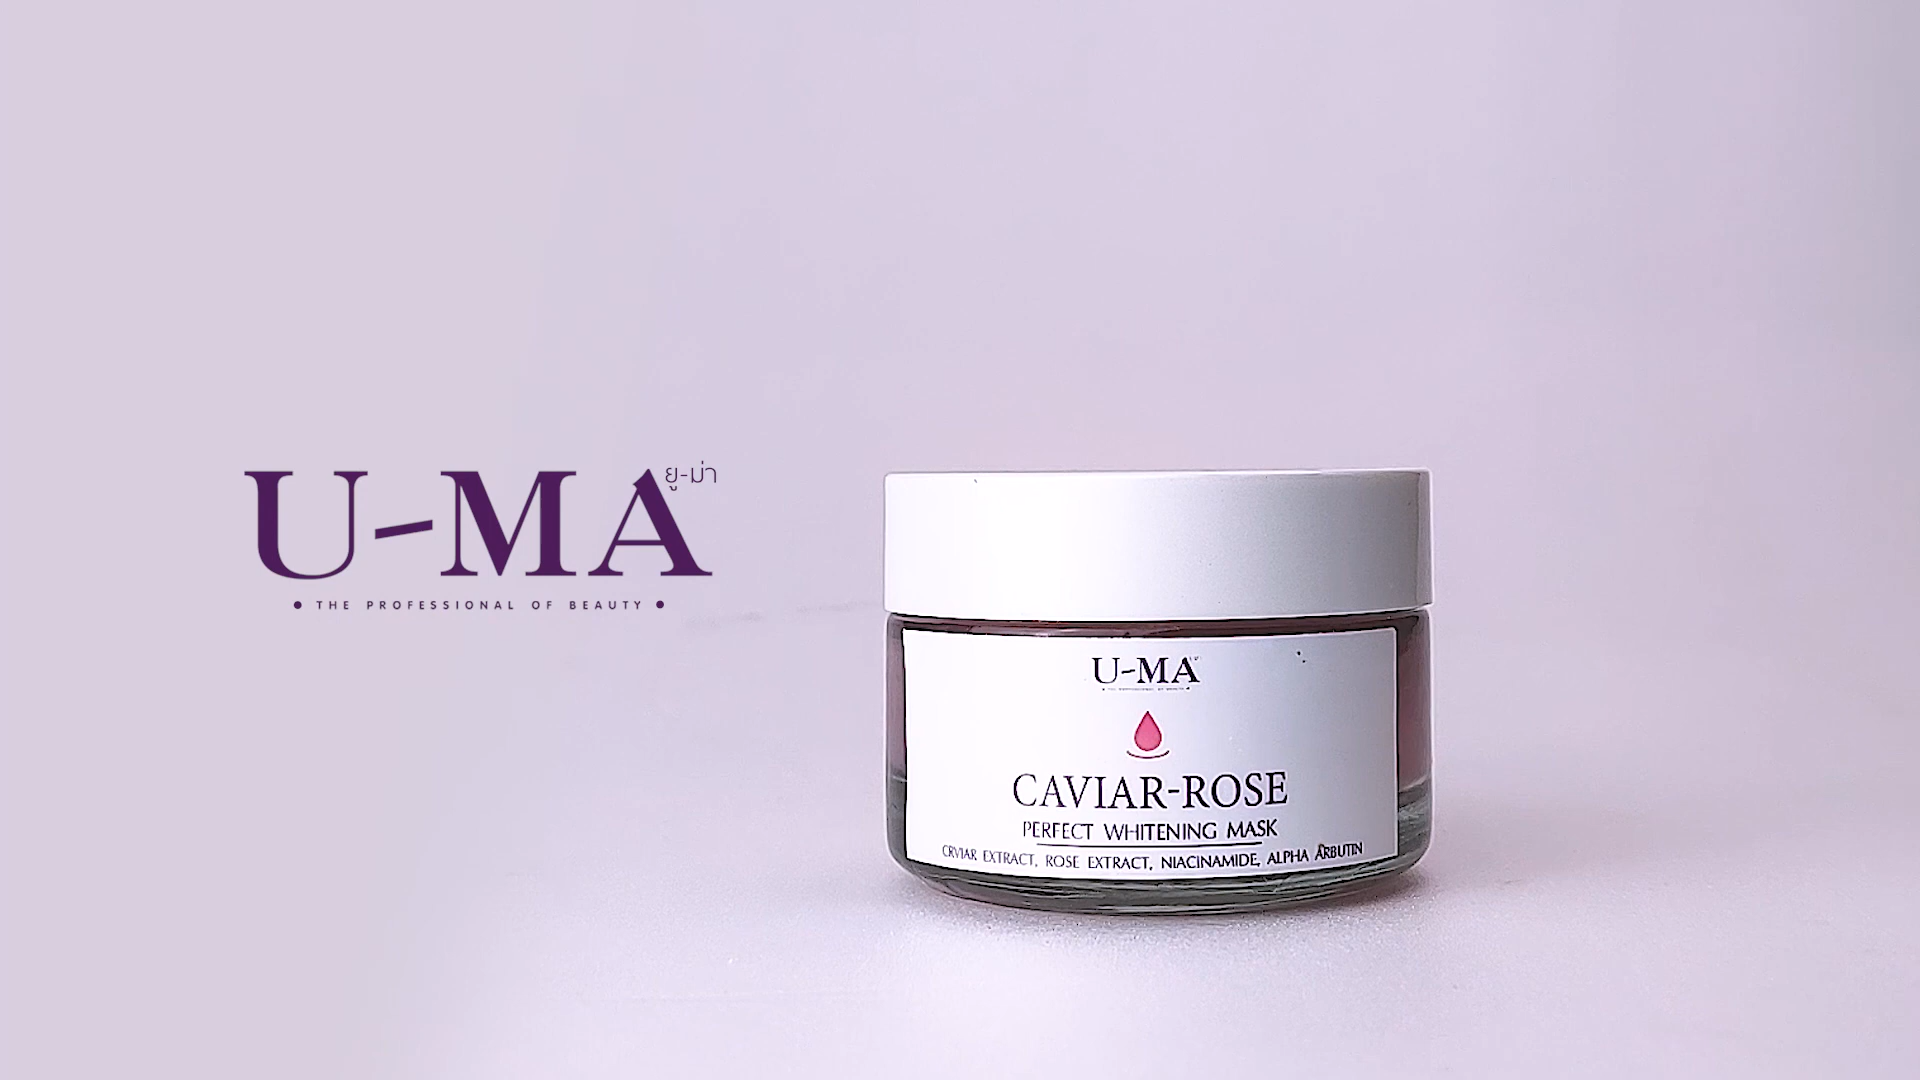 U-MA
ยู-ม่า
• THE PROFESSIONAL OF BEAUTY •
U-MA
CAVIAR-ROSE
PERFECT WHITENING MASK
CRVIAR EXTRACT, ROSE EXTRACT, NIACINAMIDE, ALPHA ARBUTIN